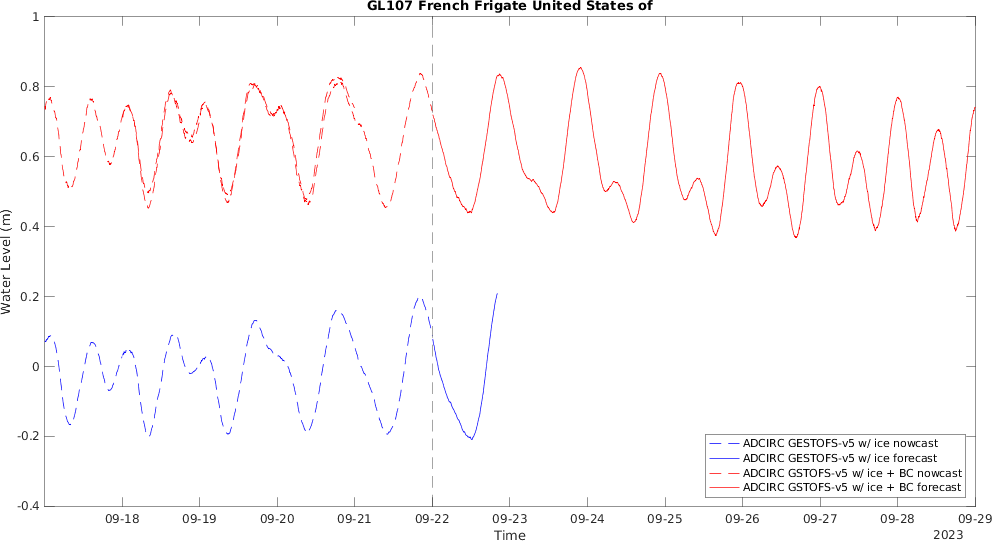 GL107 French Frigate United States of
1
0.8
0.6
0.4
0.2
0
-0.2
-0.4
Water Level (m)
09-18 09-19 09-20 09-21 09-22 09-23 09-24 09-25 09-26 09-27 09-28 09-29
Time
2023
ADCIRC GESTOFS-v5 w/ ice nowcast
ADCIRC GESTOFS-v5 w/ ice forecast
ADCIRC GSTOFS-v5 w/ ice + BC nowcast
ADCIRC GSTOFS-v5 w/ ice + BC forecast